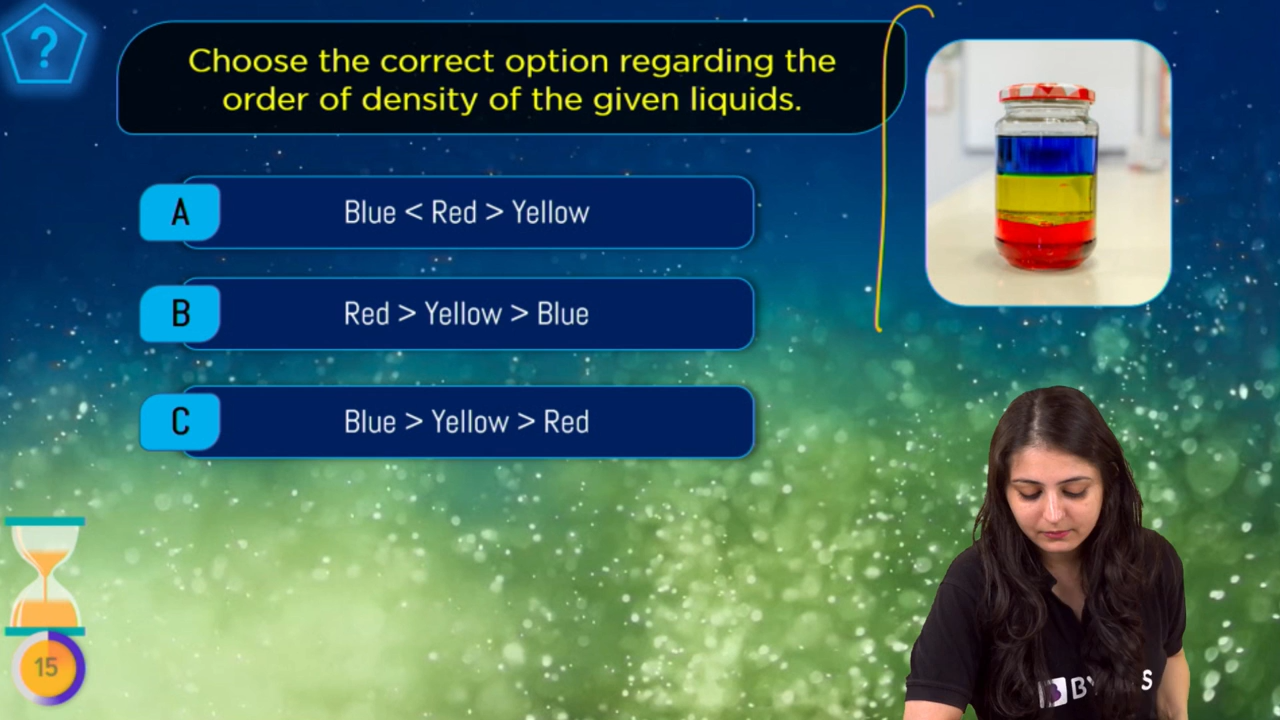 ?
Choose the correct option regarding the
order of density of the given liquids.
A
Blue < Red > Yellow
B
Red > Yellow > Blue
C
Blue > Yellow > Red
15